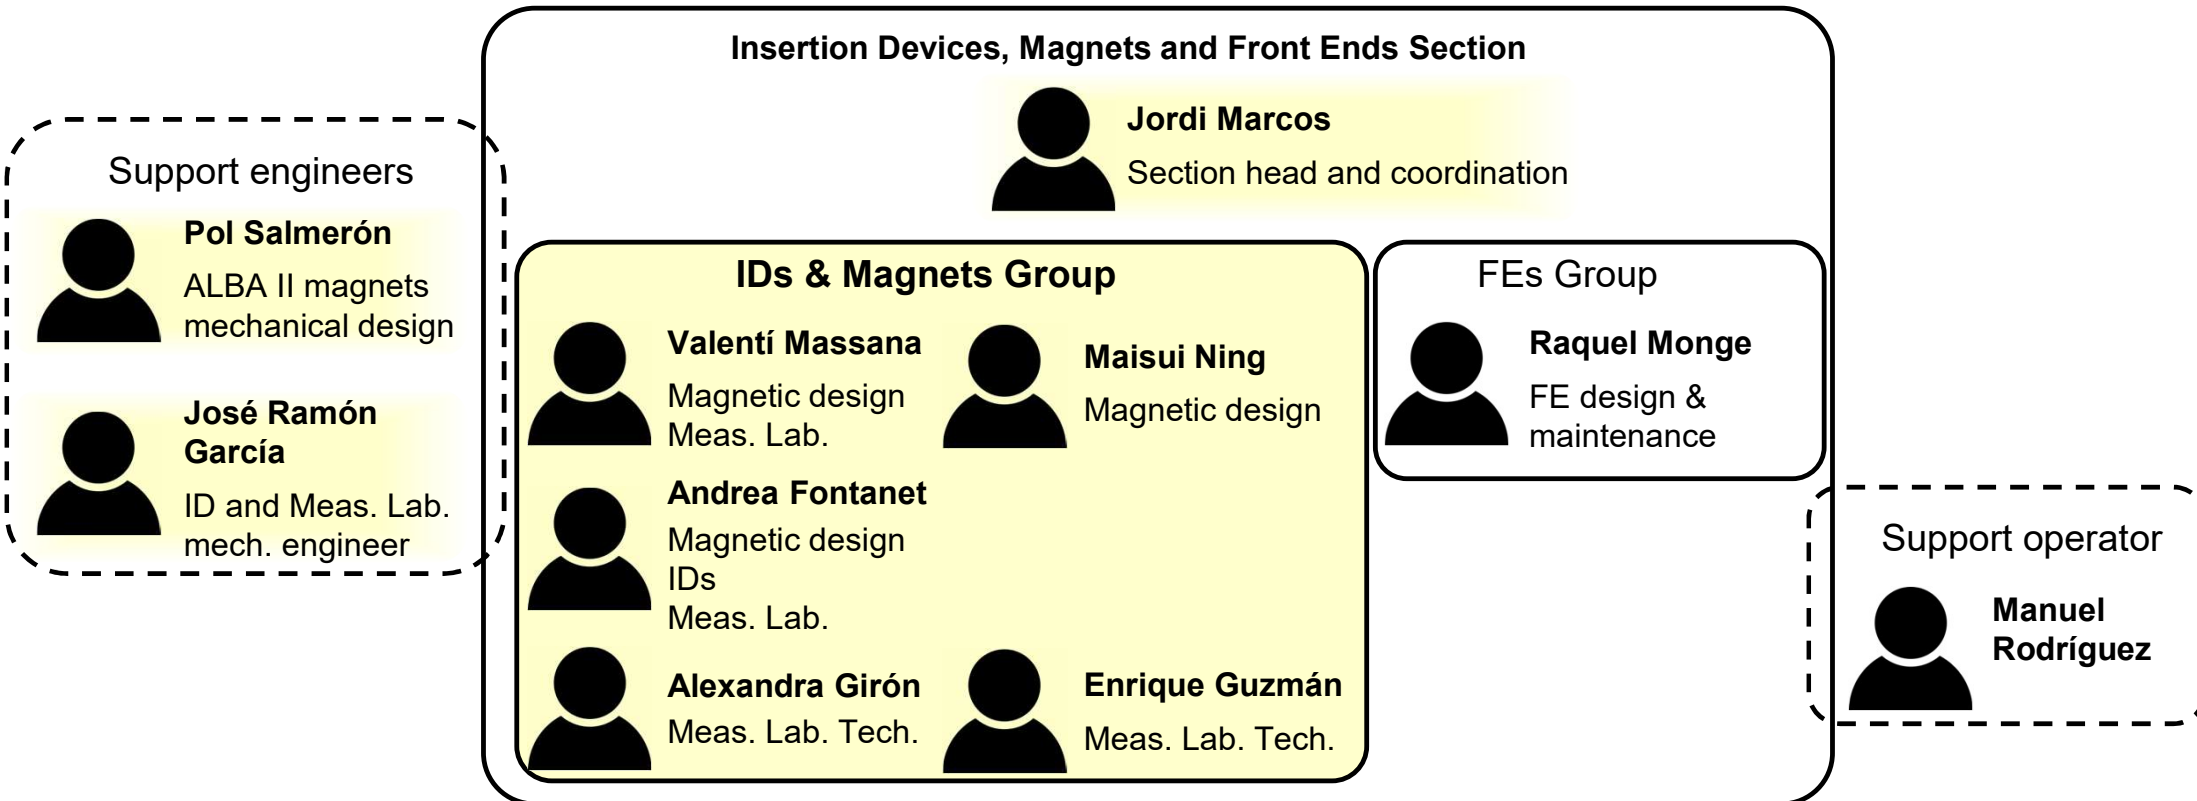 Insertion Devices, Magnets and Front Ends Section
Jordi Marcos
Section head and coordination
Support engineers
Pol Salmerón
ALBA II magnets
mechanical design
José Ramón
García
ID and Meas. Lab.
mech. engineer
IDs & Magnets Group
Valentí Massana
Magnetic design
Meas. Lab.
Maisui Ning
Magnetic design
Andrea Fontanet
Magnetic design
IDs
Meas. Lab.
Alexandra Girón
Meas. Lab. Tech.
Enrique Guzmán
Meas. Lab. Tech.
FEs Group
Raquel Monge
FE design &
maintenance
Support operator
Manuel
Rodríguez